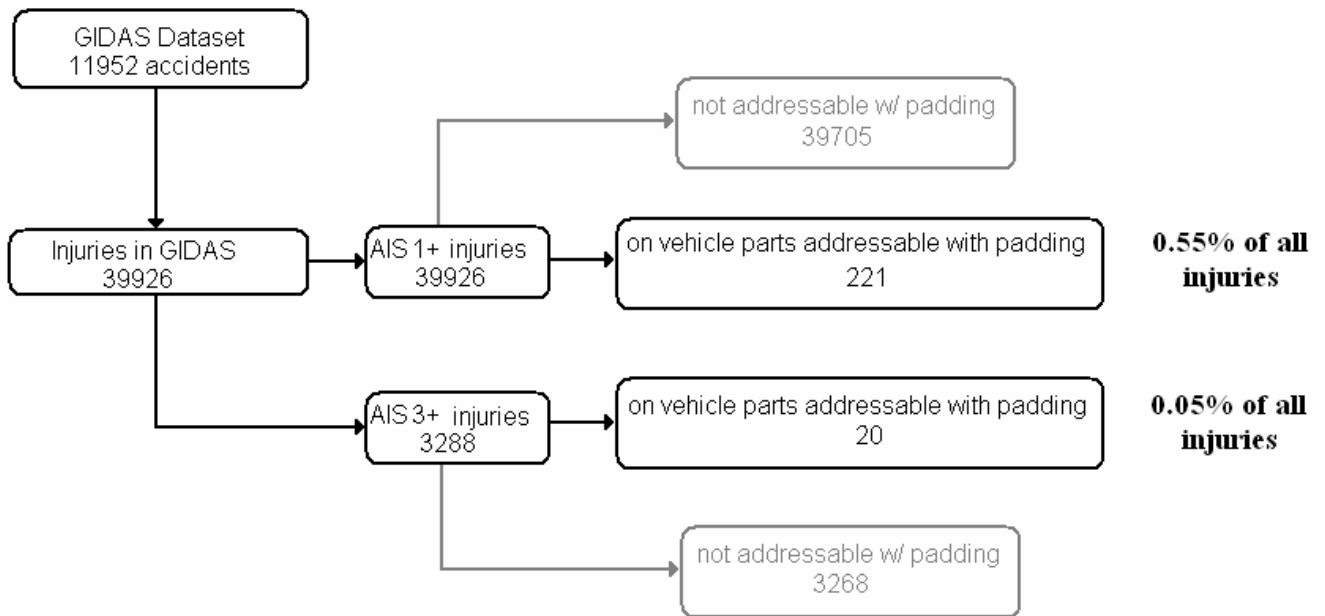 GIDAS Dataset
11952 accidents
not addressable w/ padding
39705
Injuries in GIDAS
39926
AIS 1+ injuries
39926
on vehicle parts addressable with padding
221
0.55% of all
injuries
AIS 3+ injuries
3288
on vehicle parts addressable with padding
20
0.05% of all
injuries
not addressable w/ padding
3268